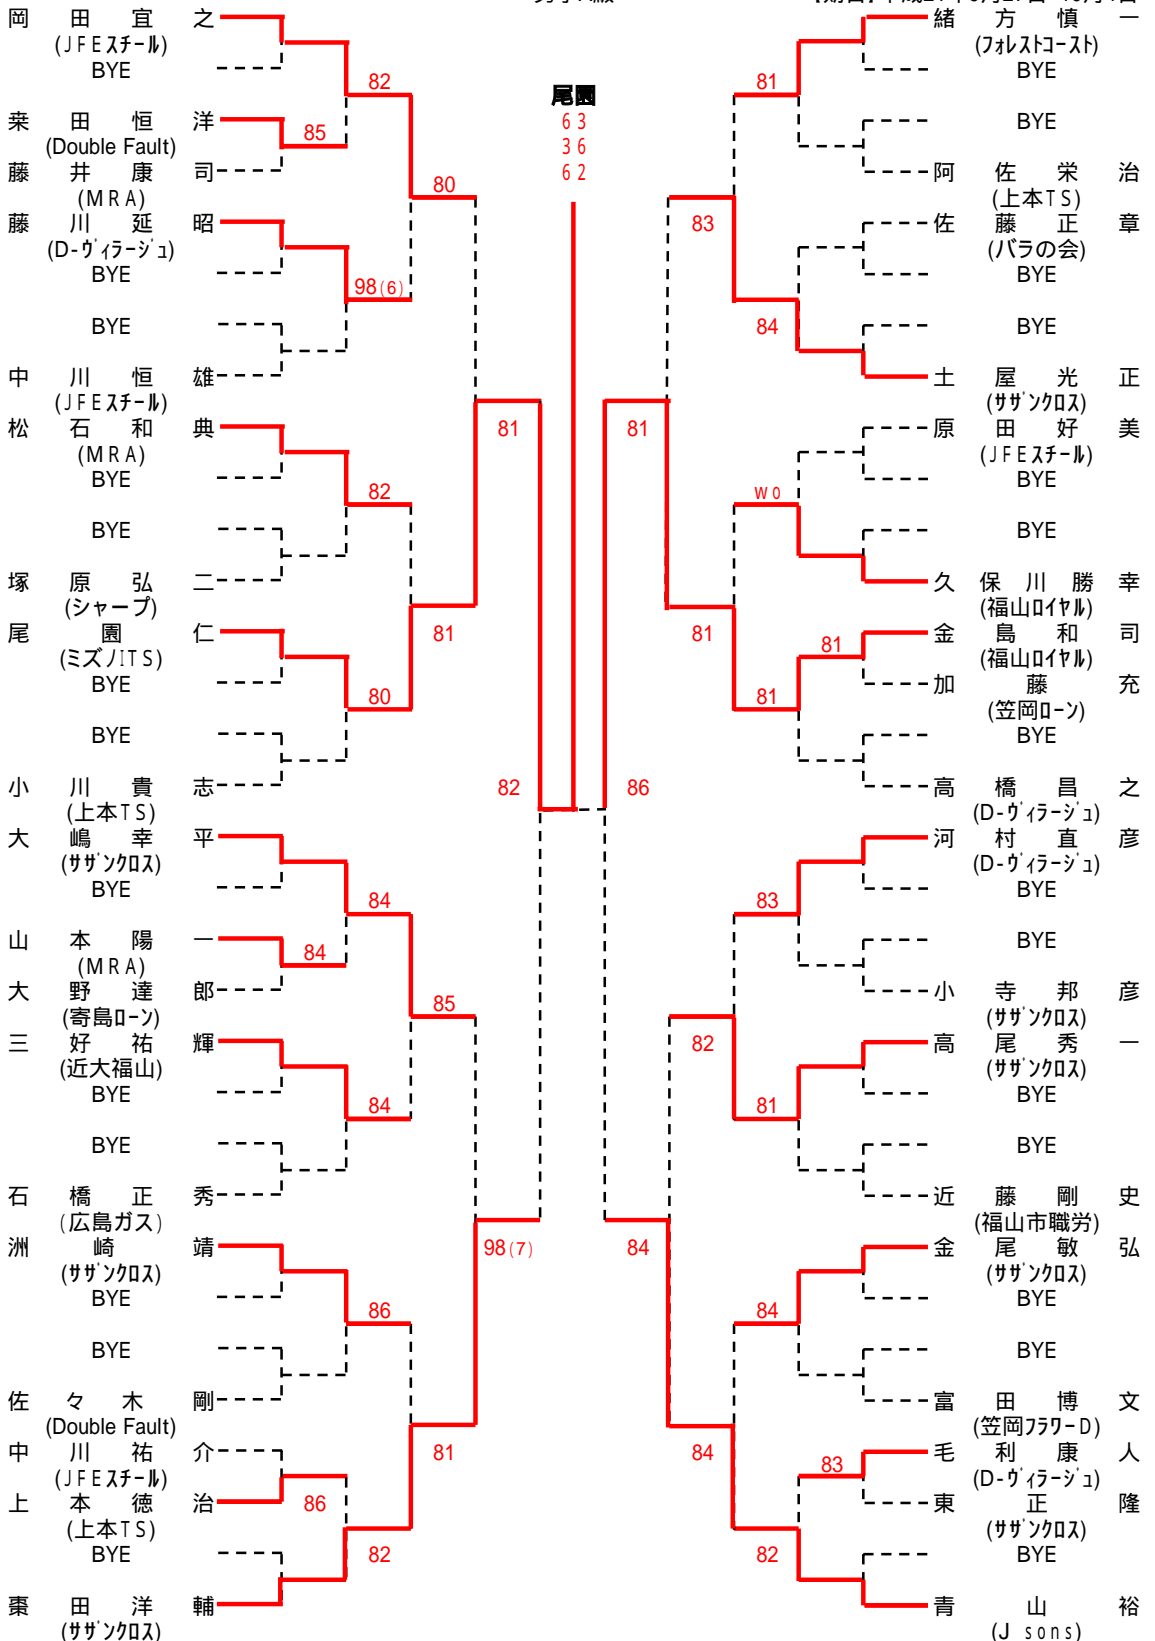 岡田宜之
(JFEスチール)
BYE
82
桒田恒洋
85
(Double Fault)
藤井康司
(MRA)
80
藤川延昭
(D-ヴィラージュ)
BYE
98(6)
BYE
中川恒雄
(JFEスチール)
81
松石和典
(MRA)
BYE
82
BYE
塚原弘二
(シャープ)
尾園仁
81
(ミズノITS)
BYE
80
BYE
小川貴志
82
(上本TS)
大嶋幸平
(サザンクロス)
BYE
84
山本陽一
84
(MRA)
大野達郎
85
(寄島ローン)
三好祐輝
(近大福山)
BYE
84
BYE
石橋正秀
(広島ガス)
洲崎靖
98(7)
(サザンクロス)
BYE
86
BYE
佐々木剛
(Double Fault)
中川祐介
81
(JFEスチール)
上本徳治
86
(上本TS)
BYE
82
棗田洋輔
(サザンクロス)
尾園
63
36
62
緒方慎一
(フォレストコースト)
BYE
81
BYE
阿佐栄治
(上本TS)
佐藤正章
83
(バラの会)
BYE
84
BYE
土屋光正
(サザンクロス)
原田好美
81
(JFEスチール)
BYE
W0
BYE
久保川勝幸
(福山ロイヤル)
金島和司
81
81
(福山ロイヤル)
加藤充
81
(笠岡ローン)
BYE
高橋昌之
86
(D-ヴィラージュ)
河村直彦
(D-ヴィラージュ)
BYE
83
BYE
小寺邦彦
(サザンクロス)
高尾秀一
82
(サザンクロス)
BYE
81
BYE
近藤剛史
(福山市職労)
金尾敏弘
84
(サザンクロス)
BYE
84
BYE
富田博文
(笠岡フラワーD)
毛利康人
84
83
(D-ヴィラージュ)
東正隆
(サザンクロス)
BYE
82
青山裕
(J sons)